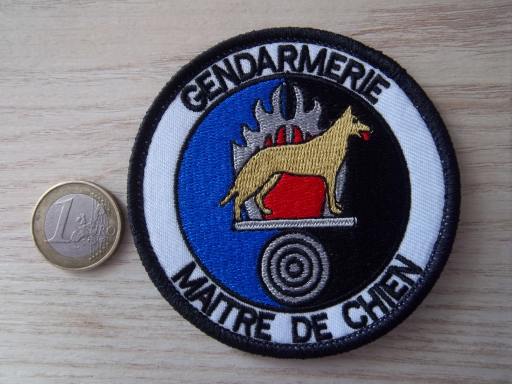 GENDARMERIE
MAITRE DE CHIEN
1
EURO